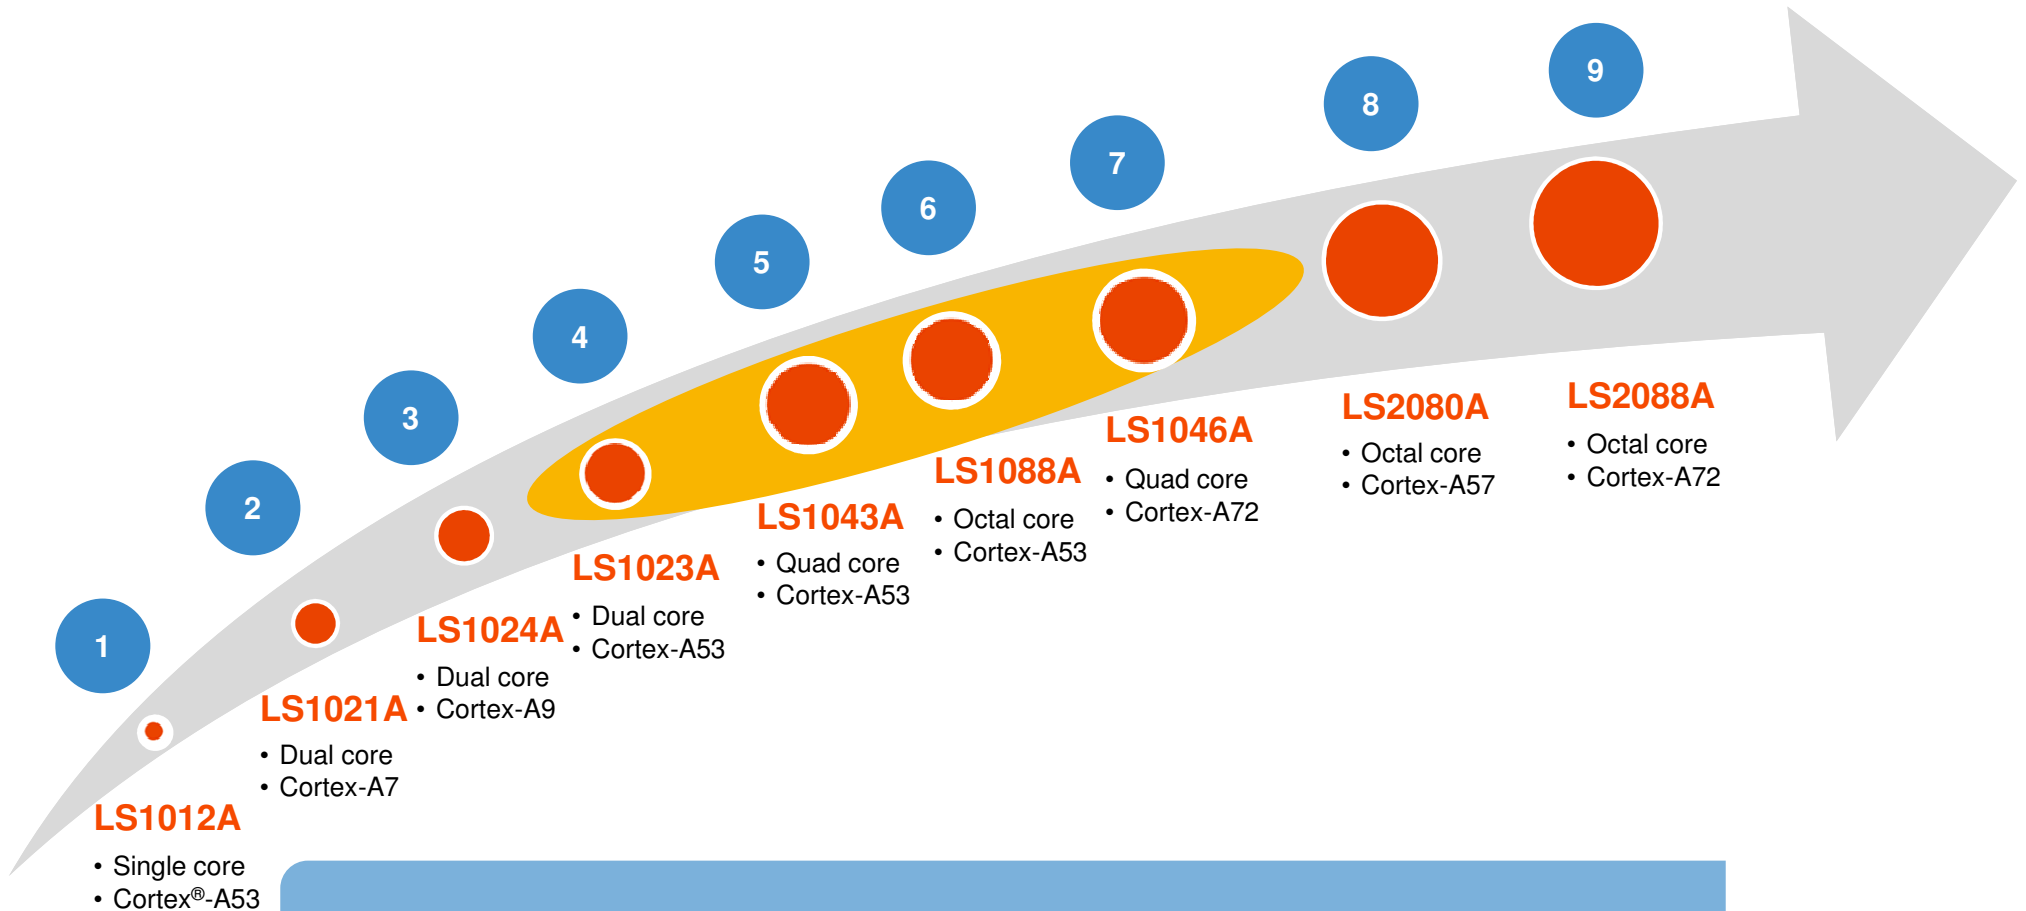 1
LS1012A
• Single core
• Cortex®-A53
2
LS1021A
• Dual core
• Cortex-A7
3
LS1024A
• Dual core
• Cortex-A9
4
LS1023A
• Dual core
• Cortex-A53
5
LS1043A
• Quad core
• Cortex-A53
6
LS1088A
• Octal core
• Cortex-A53
7
LS1046A
• Quad core
• Cortex-A72
8
LS2080A
• Octal core
• Cortex-A57
9
LS2088A
• Octal core
• Cortex-A72